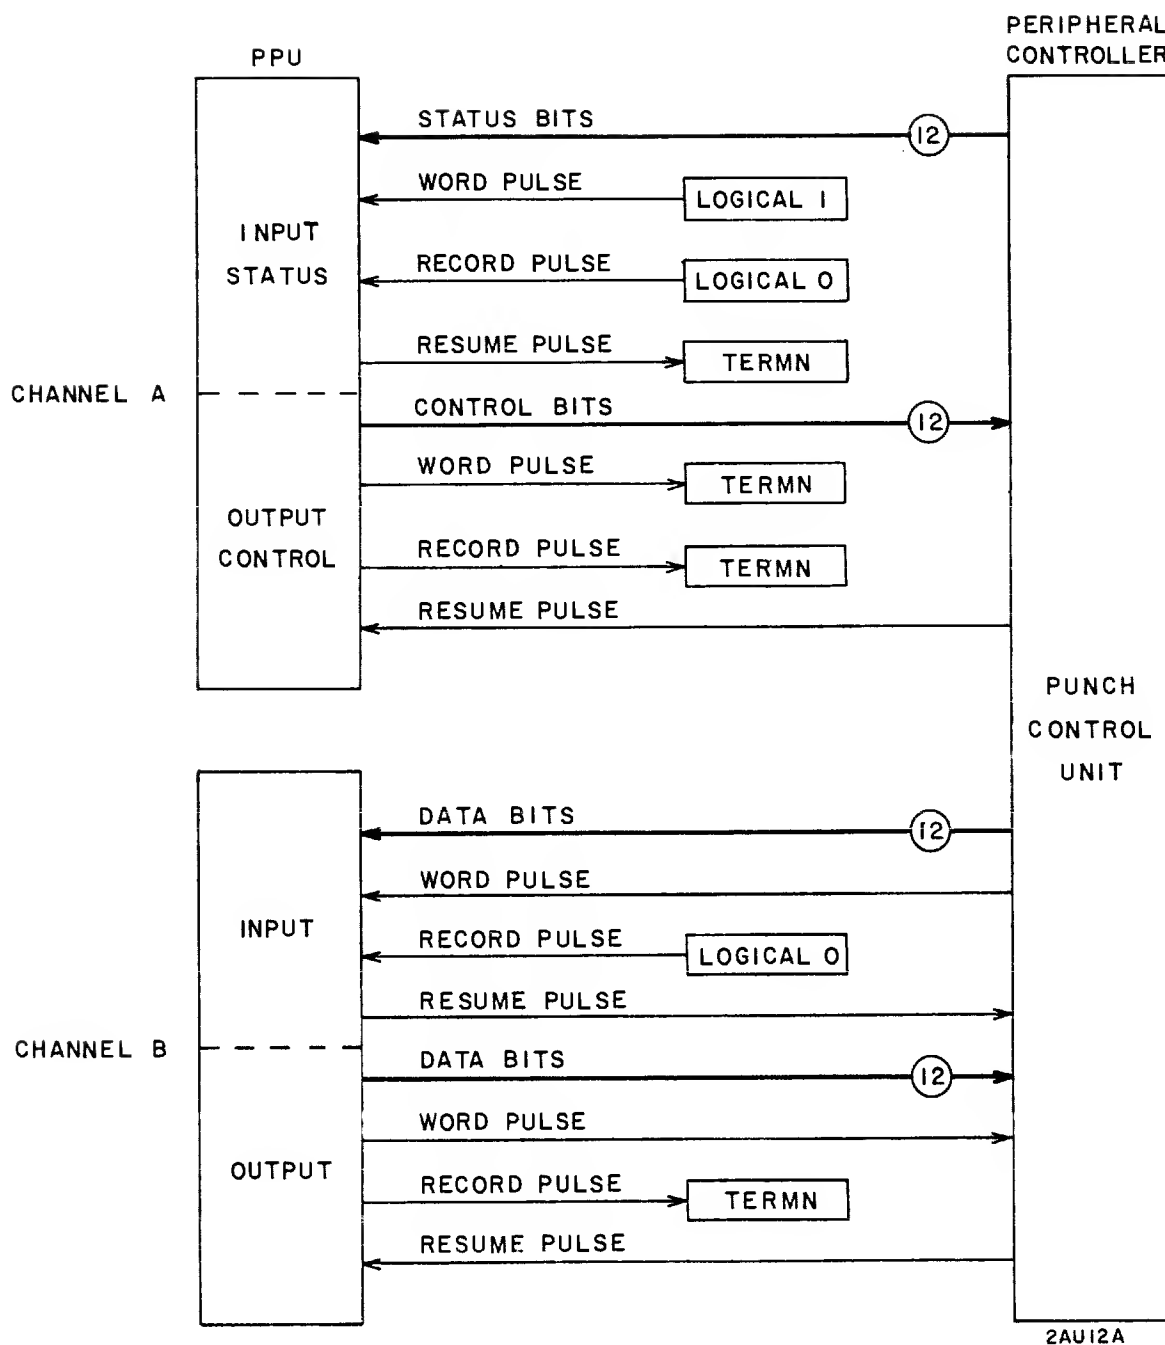 PPU
PERIPHERAL
CONTROLLER
STATUS BITS
12
WORD PULSE
LOGICAL 1
INPUT
STATUS
RECORD PULSE
LOGICAL 0
RESUME PULSE
TERMN
CHANNEL A
CONTROL BITS
12
WORD PULSE
TERMN
OUTPUT
CONTROL
RECORD PULSE
TERMN
RESUME PULSE
PUNCH
CONTROL
UNIT
DATA BITS
12
WORD PULSE
INPUT
RECORD PULSE
LOGICAL 0
RESUME PULSE
CHANNEL B
DATA BITS
12
WORD PULSE
OUTPUT
RECORD PULSE
TERMN
RESUME PULSE
2AU12A